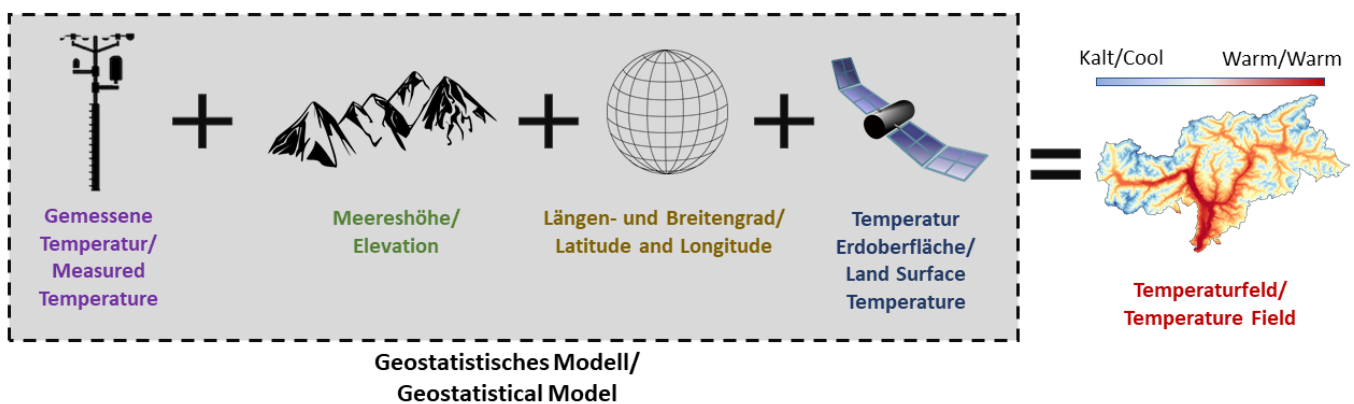 Gemessene
Temperatur/
Measured
Temperature
Meereshöhe/
Elevation
Längen- und Breitengrad/
Latitude and Longitude
Temperatur
Erdoberfläche/
Land Surface
Temperature
Kalt/Cool
Warm/Warm
Temperaturfeld/
Temperature Field
Geostatistisches Modell/
Geostatistical Model